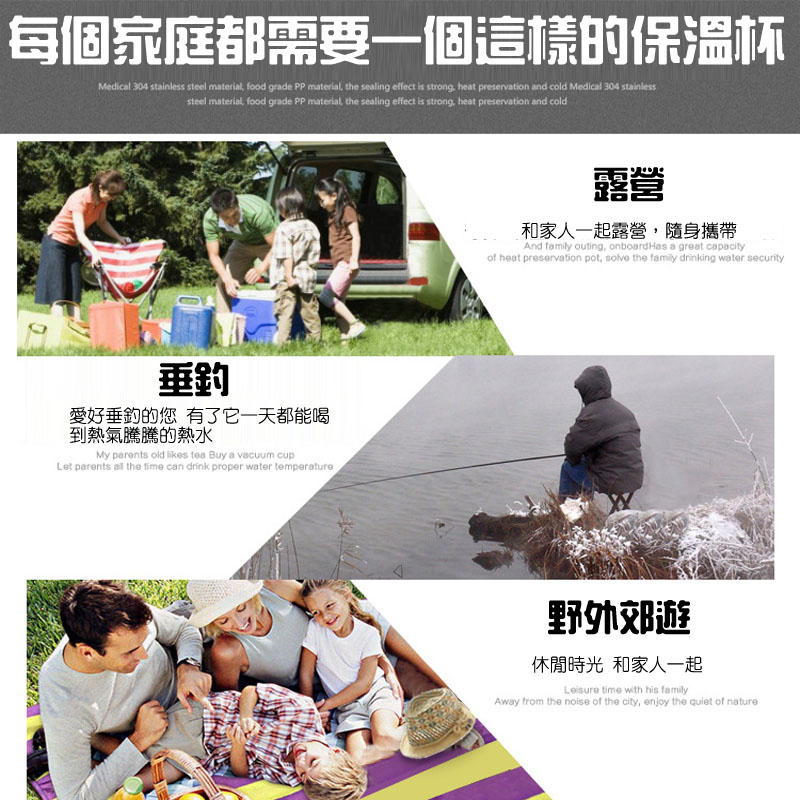 每個家庭都需要一個這樣的保溫杯
Medical 304 stainless steel material, food grade PP material, the sealing effect is strong, heat preservation and cold Medical 304 stainless
steel material, food grade PP material, the sealing effect is strong, heat preservation and cold
露營
和家人一起露營，隨身攜帶
And family outing, onboardHas a great capacity
of heat preservation pot, solve the family drinking water security
垂釣
愛好垂釣的您 有了它一天都能喝
到熱氣騰騰的熱水
My parents old likes tea Buy a vacuum cup
Let parents all the time can drink proper water temperature
野外郊遊
休閒時光 和家人一起
Leisure time with his family
Away from the noise of the city, enjoy the quiet of nature